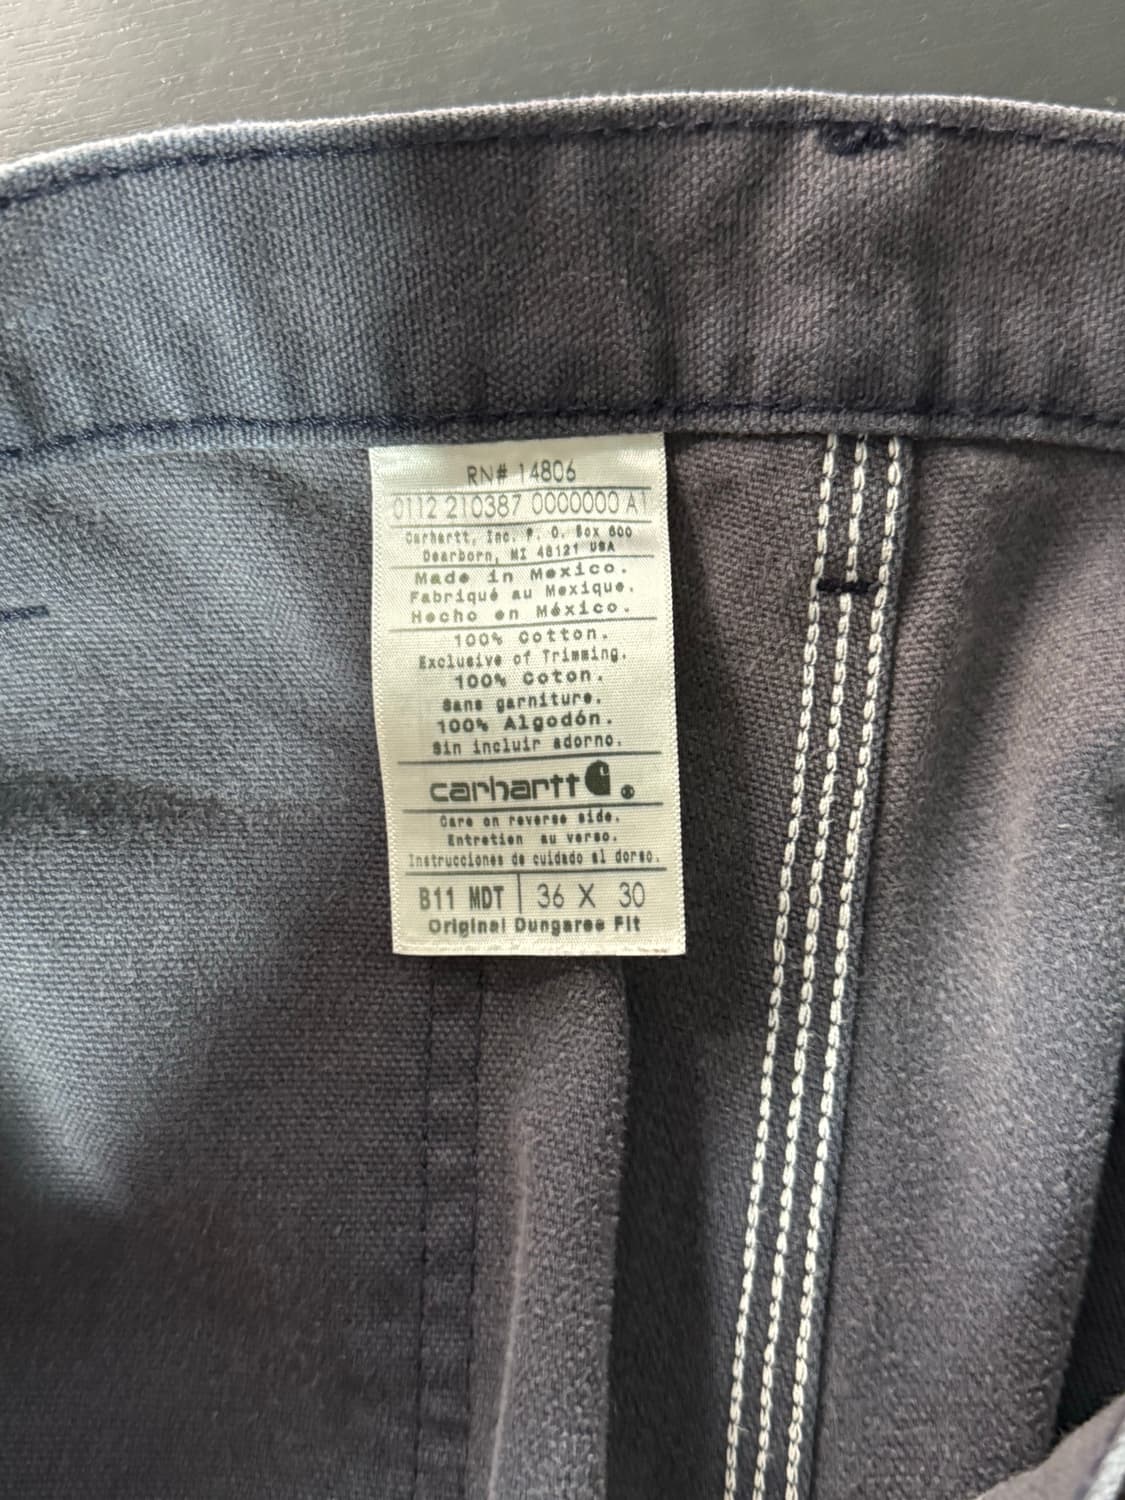 RN# 14806
0112 210387 0000000 A1
Carhartt, Inc. P. O. Box 600
Dearborn, MI 48121 USA
Made in Mexico.
Fabriqué au Mexique.
Hecho en México.
100% Cotton.
Exclusive of Trimming.
100% Coton.
Sans garniture.
100% Algodón.
Sin incluir adorno.
carhartt ®
Care on reverse side.
Entretien au verso.
Instrucciones de cuidado al dorso.
B11 MDT | 36 X 30
Original Dungaree Fit